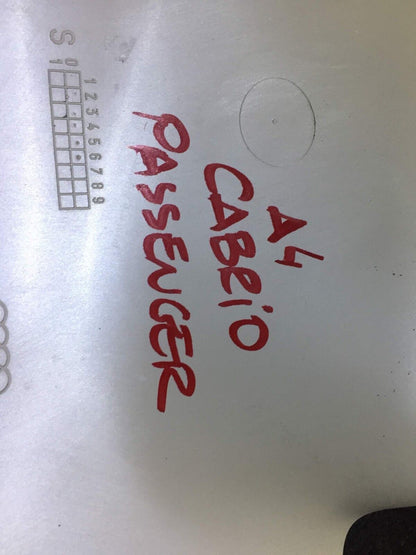 A4
CABRiO
PASSENGER
1 2 3 4 5 6 7 8 9
S 0
1